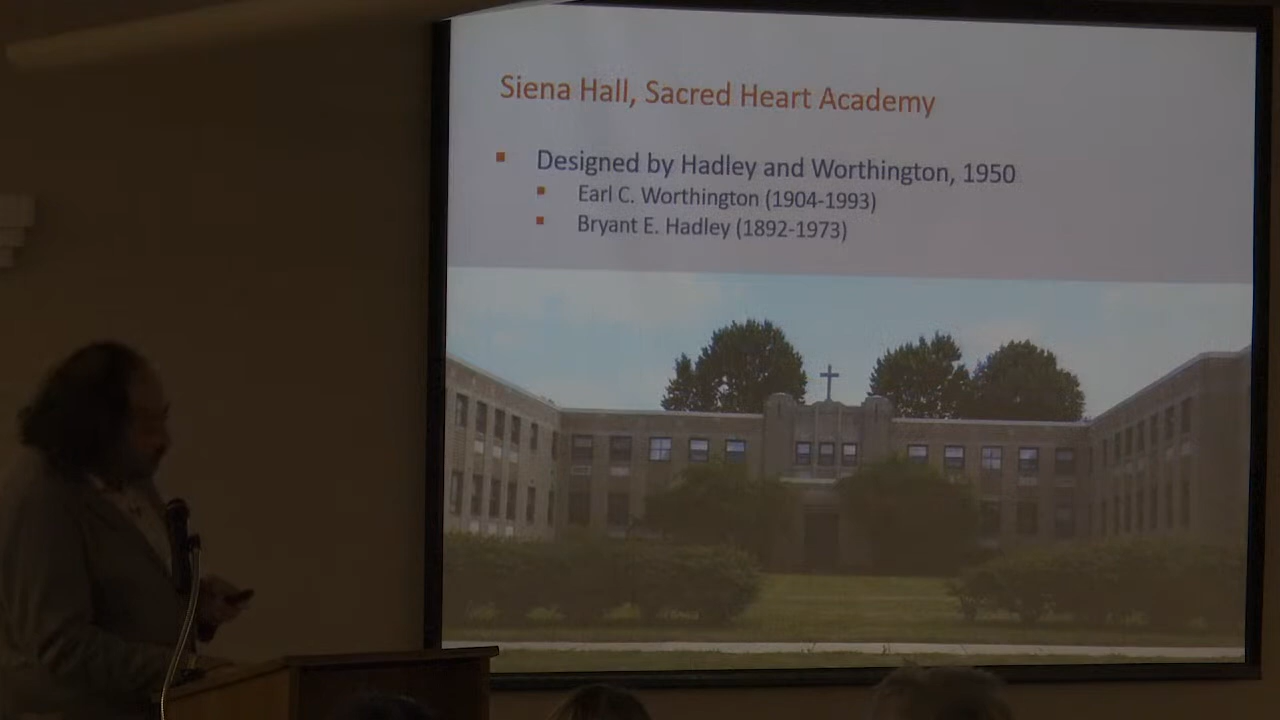 Siena Hall, Sacred Heart Academy
Designed by Hadley and Worthington, 1950
Earl C. Worthington (1904-1993)
Bryant E. Hadley (1892-1973)